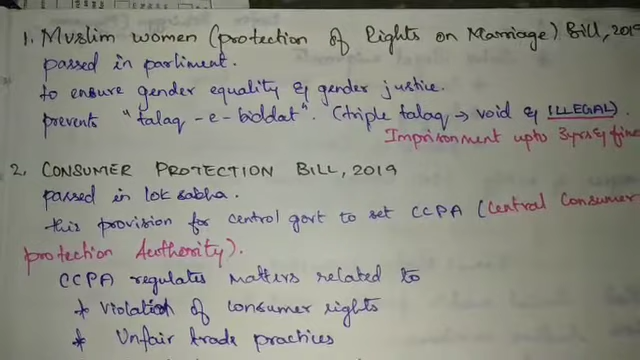 1. Muslim women (protection of Rights on Marriage) Bill, 2019
passed in parliment.
to ensure gender equality & gender justice.
prevents "talaq-e-biddat". (triple talaq → void & ILLEGAL).
Imprisonment upto 3yrs & fine
2. CONSUMER PROTECTION BILL, 2019
passed in lok sabha.
this provision for central govt to set CCPA (Central Consumer
protection Authority).
CCPA regulates matters related to
* violation of consumer rights
* Unfair trade practices